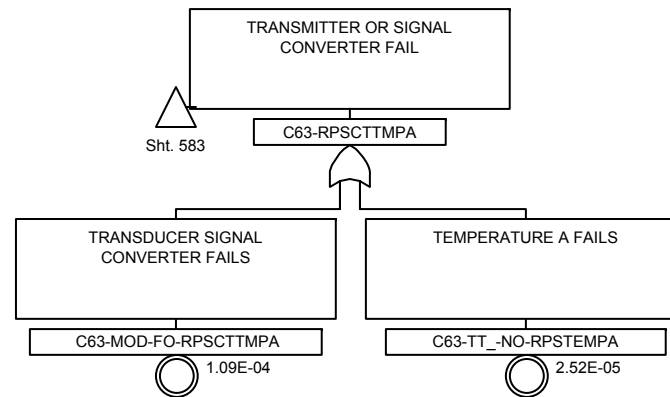 TRANSMITTER OR SIGNAL
CONVERTER FAIL
Sht. 583
C63-RPSCTTMPA
TRANSDUCER SIGNAL
CONVERTER FAILS
C63-MOD-FO-RPSCTTMPA
1.09E-04
TEMPERATURE A FAILS
C63-TT_-NO-RPSTEMPA
2.52E-05